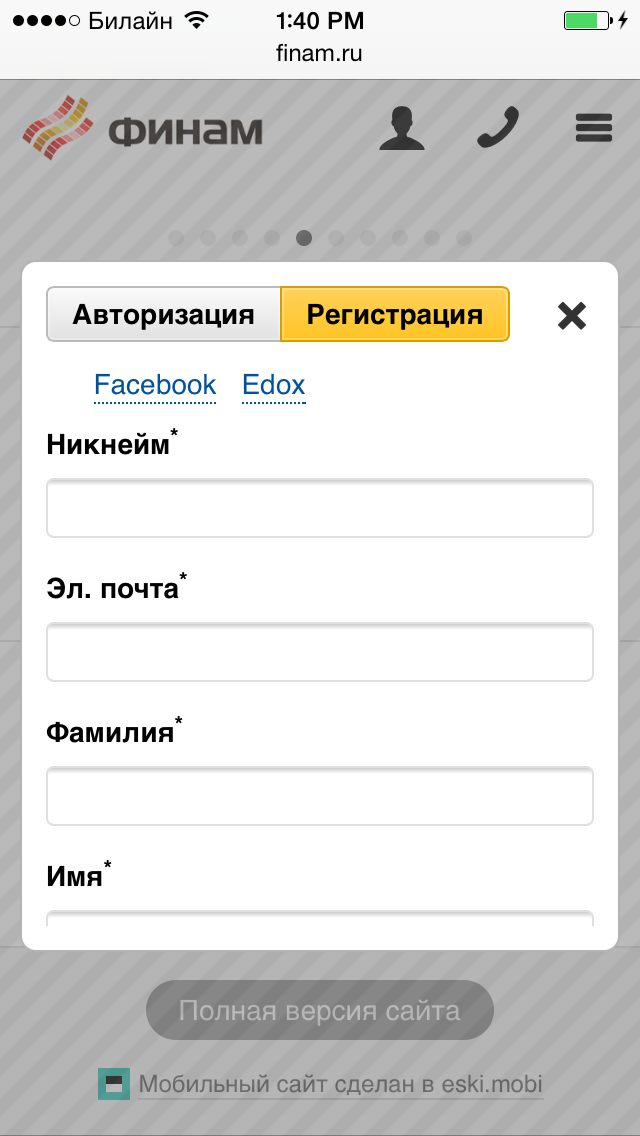 Билайн 1:40 PM
finam.ru
ФИНАМ
Авторизация Регистрация
Facebook Edox
Никнейм*
Эл. почта*
Фамилия*
Имя*
Полная версия сайта
Мобильный сайт сделан в eski.mobi